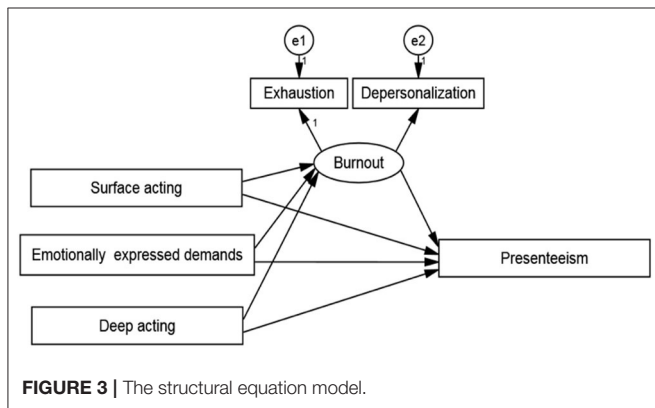 e1
e2
1
1
Exhaustion
Depersonalization
1
Burnout
Surface acting
Emotionally expressed demands
Presenteeism
Deep acting
FIGURE 3 | The structural equation model.